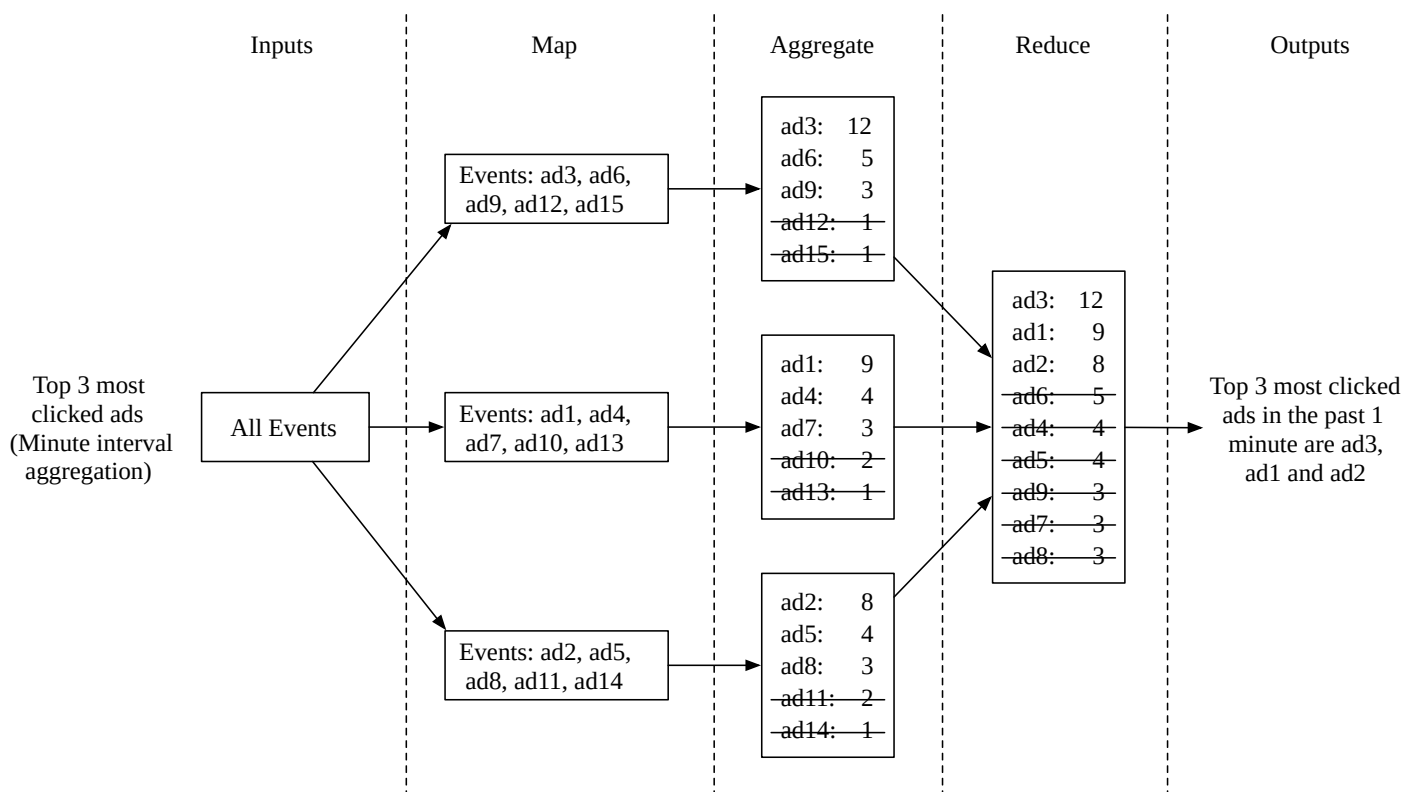 Inputs
Map
Aggregate
Reduce
Outputs
Top 3 most
clicked ads
(Minute interval
aggregation)
All Events
Events: ad3, ad6,
ad9, ad12, ad15
Events: ad1, ad4,
ad7, ad10, ad13
Events: ad2, ad5,
ad8, ad11, ad14
ad3: 12
ad6: 5
ad9: 3
ad12: 1
ad15: 1
ad1: 9
ad4: 4
ad7: 3
ad10: 2
ad13: 1
ad2: 8
ad5: 4
ad8: 3
ad11: 2
ad14: 1
ad3: 12
ad1: 9
ad2: 8
ad6: 5
ad4: 4
ad5: 4
ad9: 3
ad7: 3
ad8: 3
Top 3 most clicked
ads in the past 1
minute are ad3,
ad1 and ad2